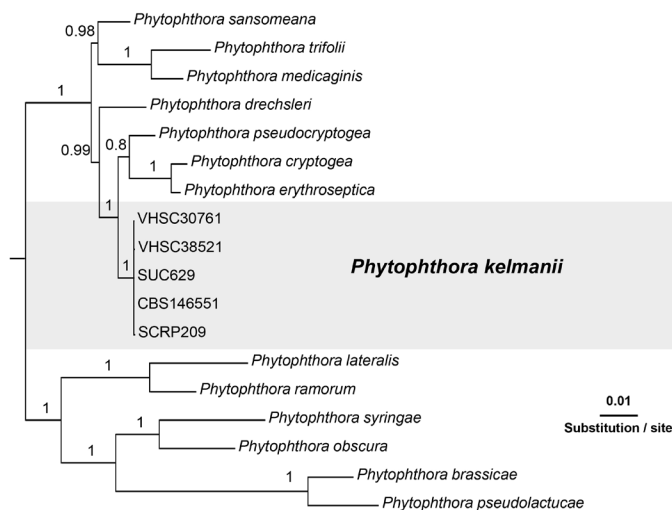 Phytophthora sansomeana
0.98
Phytophthora trifolii
1
Phytophthora medicaginis
1
Phytophthora drechsleri
Phytophthora pseudocryptogea
0.8
0.99
Phytophthora cryptogea
1
Phytophthora erythroseptica
1
VHSC30761
VHSC38521
1
SUC629
Phytophthora kelmanii
CBS146551
SCRP209
Phytophthora lateralis
1
Phytophthora ramorum
1
Phytophthora syringae
1
Phytophthora obscura
1
Phytophthora brassicae
1
Phytophthora pseudolactucae
0.01
Substitution / site